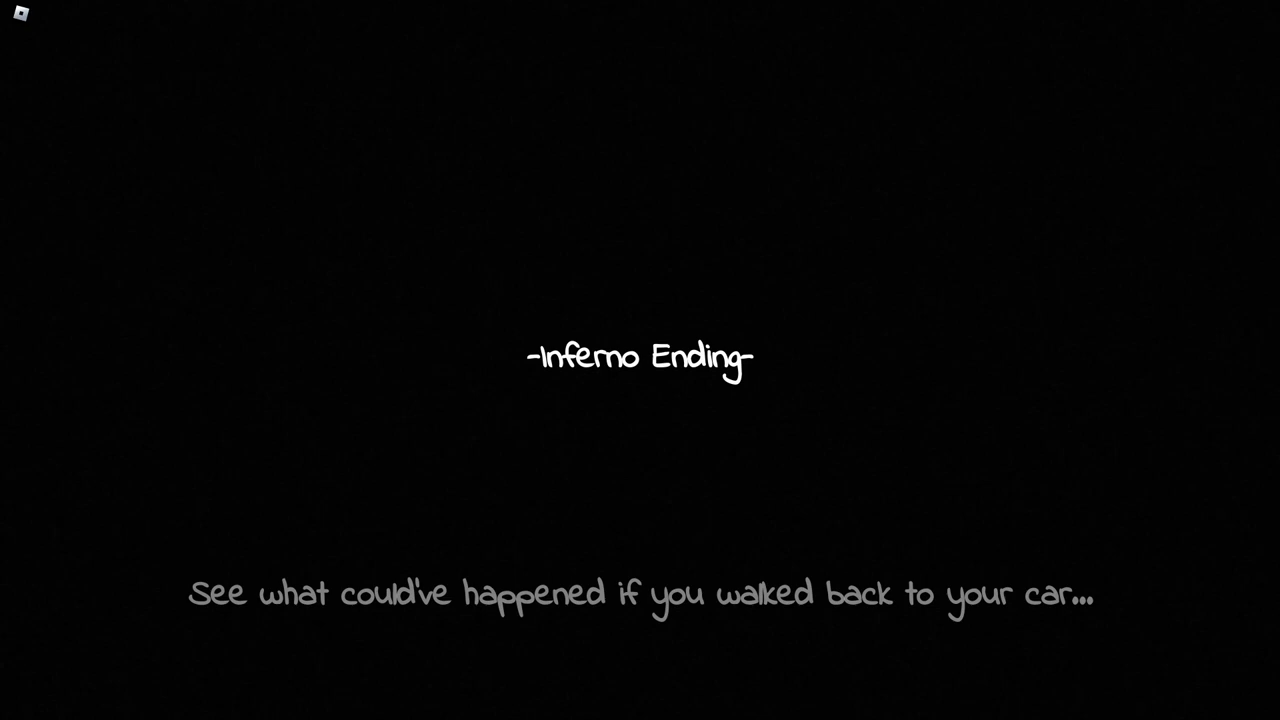 -Inferno Ending-
See what could've happened if you walked back to your car...